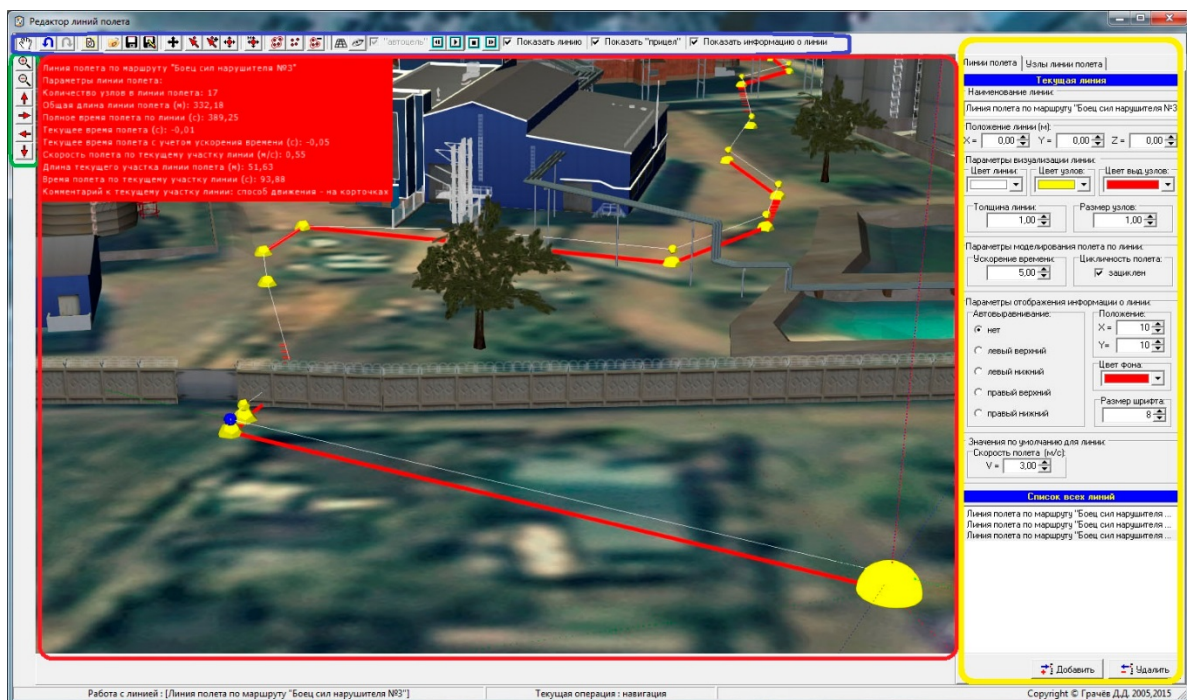 Редактор линий полета
"автоцель"
Показать линию
Показать "прицел"
Показать информацию о линии
Линия полета по маршруту "Боец сил нарушителя №3"
Параметры линии полета:
Количество узлов в линии полета: 17
Общая длина линии полета (м): 332,18
Полное время полета по линии (с): 389,25
Текущее время полета (с): -0,01
Текущее время полета с учетом ускорения времени (с): -0,05
Скорость полета по текущему участку линии (м/с): 0,55
Длина текущего участка линии полета (м): 51,63
Время полета по текущему участку линии (с): 93,88
Комментарий к текущему участку линии: способ движения - на карточках
Линии полета
Узлы линии полета
Текущая линия
Наименование линии:
Линия полета по маршруту "Боец сил нарушителя №3
Положение линии (м):
X = 0,00 Y = 0,00 Z = 0,00
Параметры визуализации линии:
Цвет линии: Цвет узлов: Цвет выд.узлов:
Толщина линии: Размер узлов:
1,00 1,00
Параметры моделирования полета по линии:
Ускорение времени: Цикличность полета:
5,00 зациклен
Параметры отображения информации о линии:
Автовыравнивание: Положение:
нет X = 10
левый верхний Y= 10
левый нижний Цвет фона:
правый верхний Размер шрифта:
правый нижний 8
Значения по умолчанию для линии:
Скорость полета (м/с):
V = 3,00
Список всех линий
Линия полета по маршруту "Боец сил нарушителя ...
Линия полета по маршруту "Боец сил нарушителя ...
Линия полета по маршруту "Боец сил нарушителя ...
Добавить Удалить
Работа с линией : [Линия полета по маршруту "Боец сил нарушителя №3"]
Текущая операция : навигация
Copyright © Грачёв Д.Д. 2005,2015